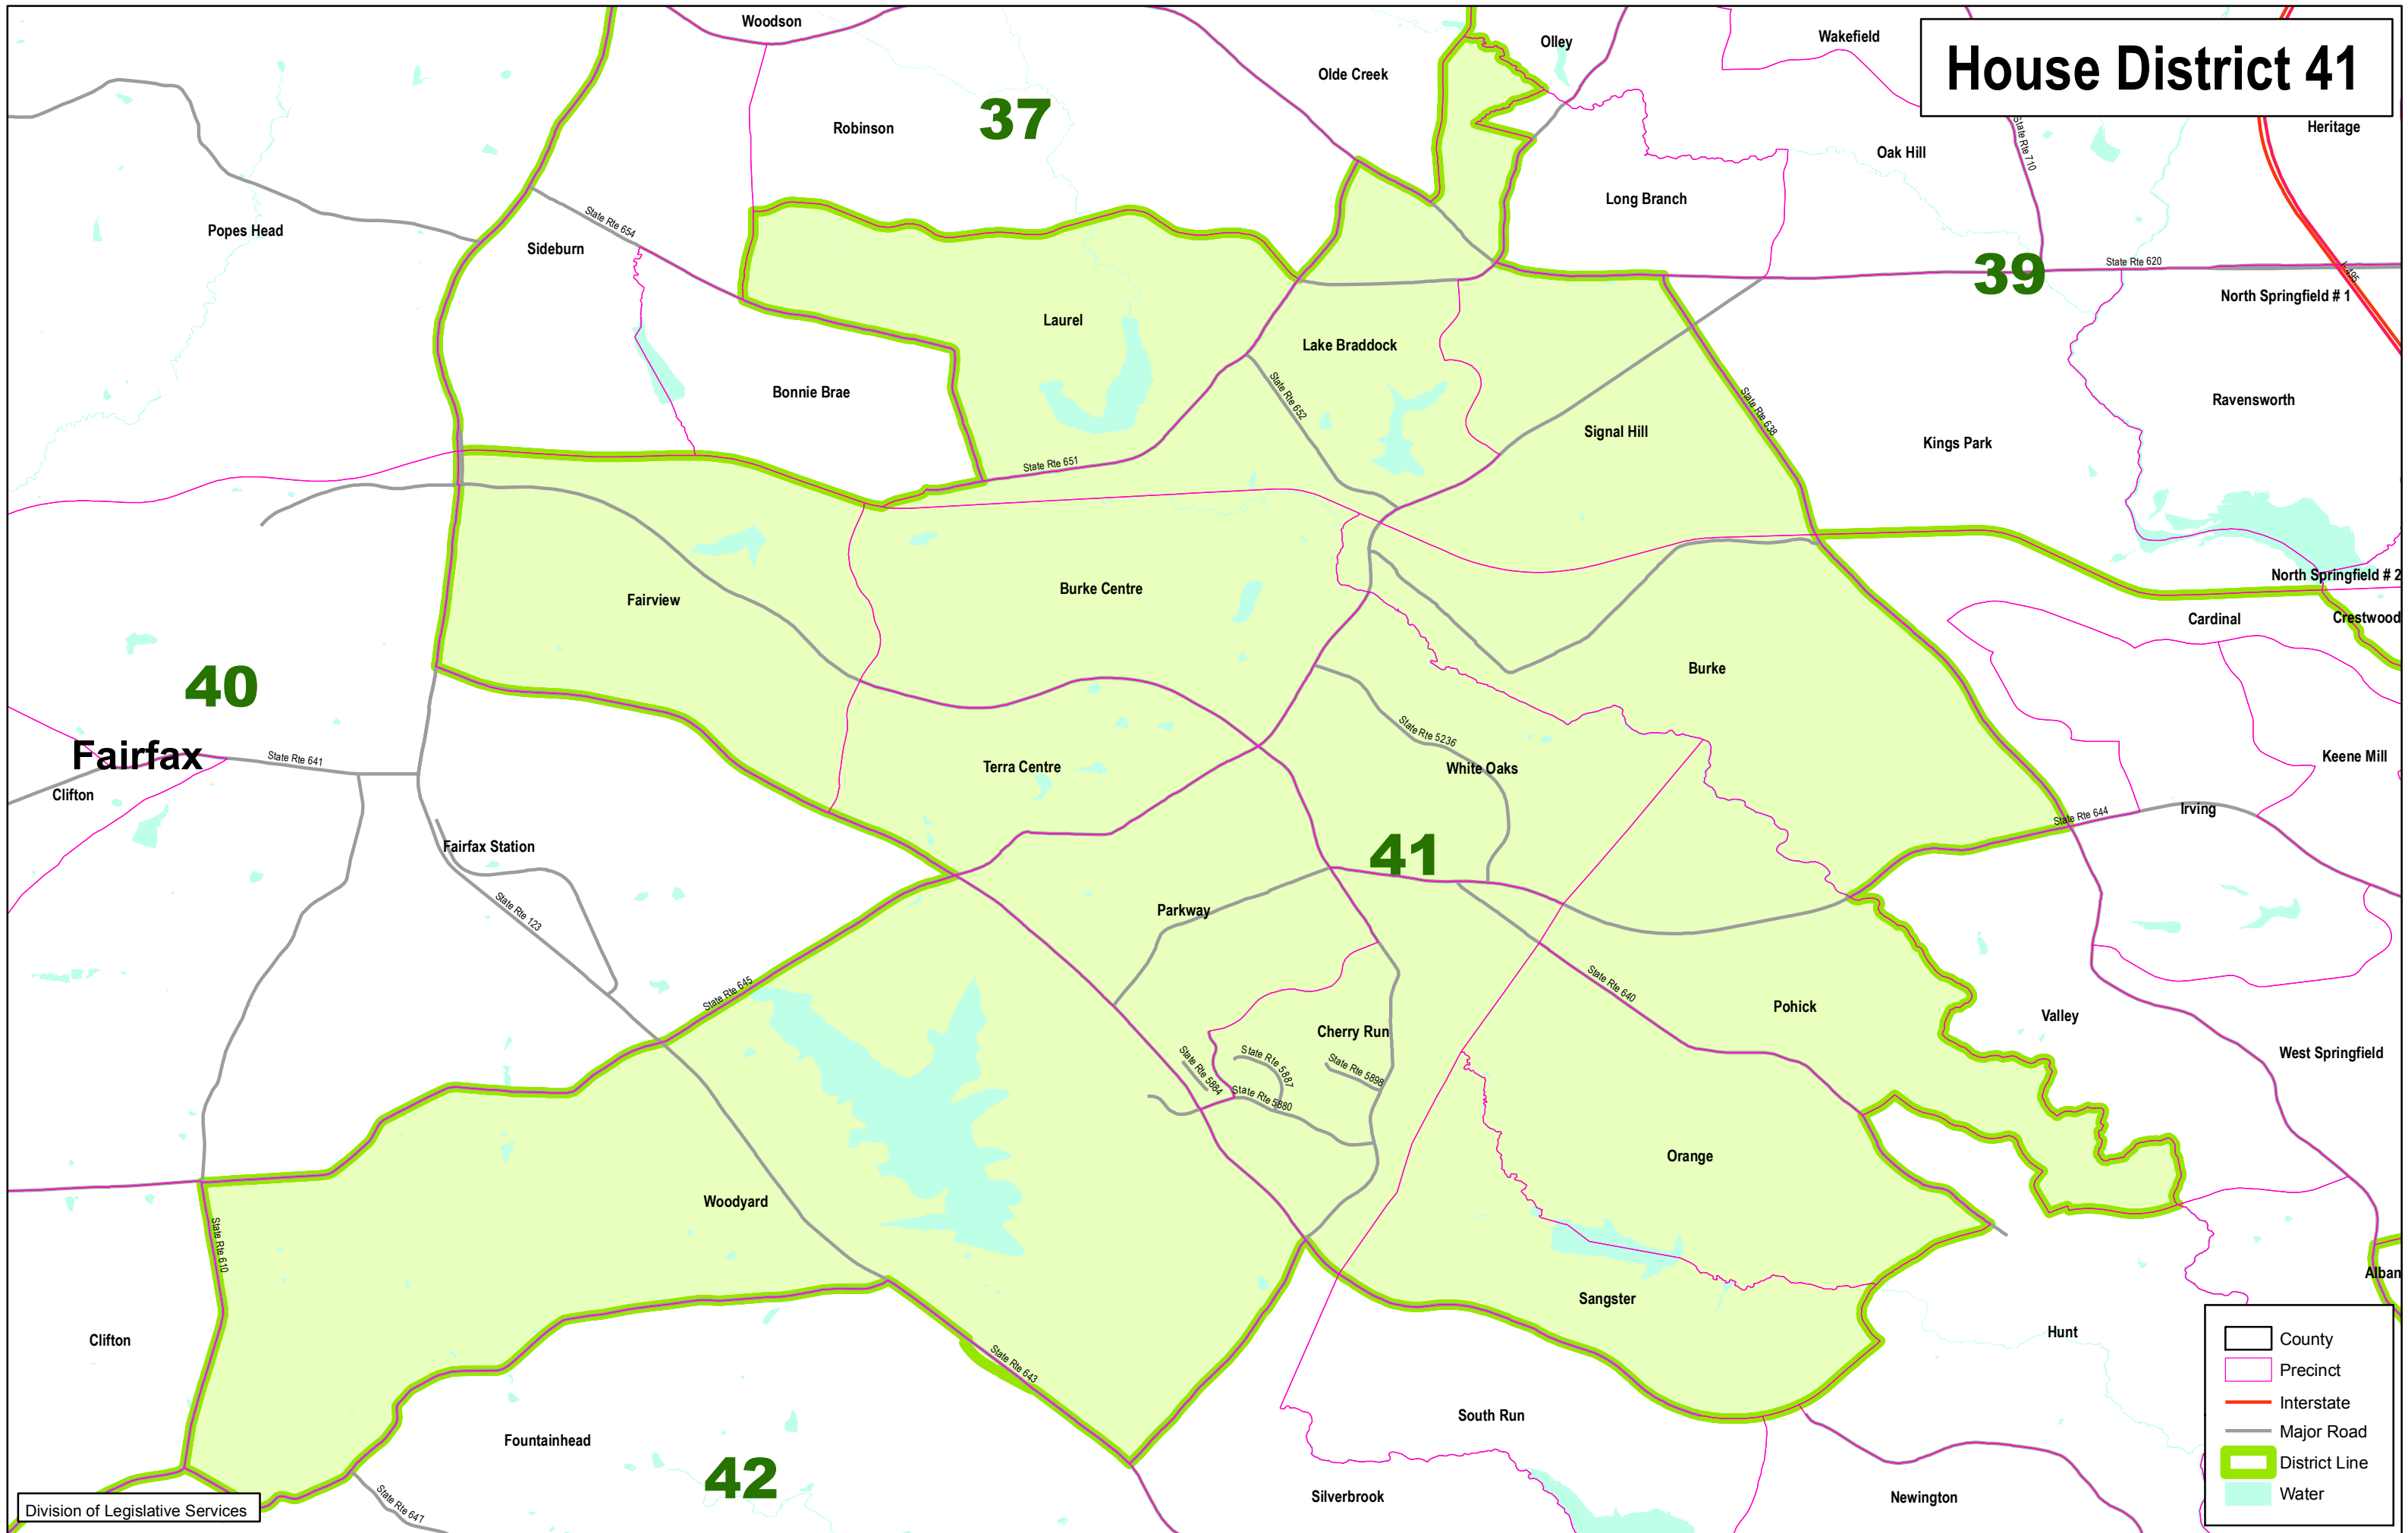 House District 41
Woodson
Olde Creek
Olley
Wakefield
Heritage
Robinson
37
Oak Hill
State Rte 710
Long Branch
Popes Head
Sideburn
State Rte 654
39
State Rte 620
I-495
North Springfield # 1
Laurel
Lake Braddock
Bonnie Brae
State Rte 652
State Rte 638
Signal Hill
Kings Park
Ravensworth
State Rte 651
Fairview
Burke Centre
North Springfield # 2
Cardinal
Crestwood
40
Burke
Fairfax
State Rte 641
Clifton
Terra Centre
State Rte 5236
White Oaks
Keene Mill
Irving
State Rte 644
Fairfax Station
41
State Rte 123
Parkway
State Rte 645
State Rte 640
Pohick
Valley
Cherry Run
West Springfield
State Rte 5884
State Rte 5887
State Rte 5898
State Rte 5880
Orange
Woodyard
State Rte 610
Alban
Sangster
Clifton
State Rte 643
Hunt
South Run
Fountainhead
42
Silverbrook
Newington
State Rte 647
County
Precinct
Interstate
Major Road
District Line
Water
Division of Legislative Services